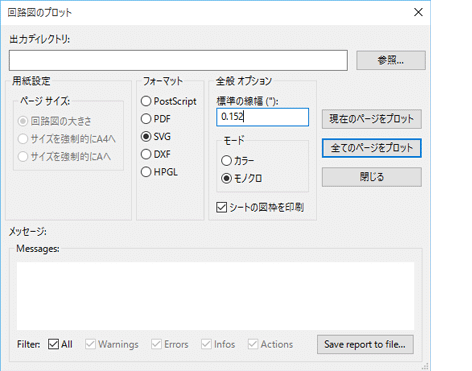 回路図のプロット
出力ディレクトリ:
参照...
用紙設定
ページ サイズ:
回路図の大きさ
サイズを強制的にA4へ
サイズを強制的にAへ
フォーマット
PostScript
PDF
SVG
DXF
HPGL
全般 オプション
標準の線幅 ("):
0.152
モード
カラー
モノクロ
シートの図枠を印刷
現在のページをプロット
全てのページをプロット
閉じる
メッセージ:
Messages:
Filter: All Warnings Errors Infos Actions Save report to file...